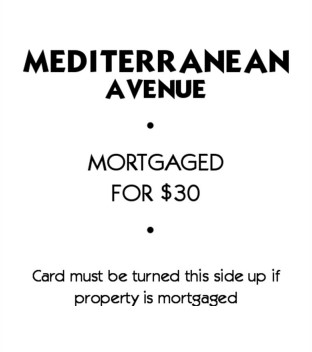 MEDITERRANEAN
AVENUE
•
MORTGAGED
FOR $30
•
Card must be turned this side up if
property is mortgaged